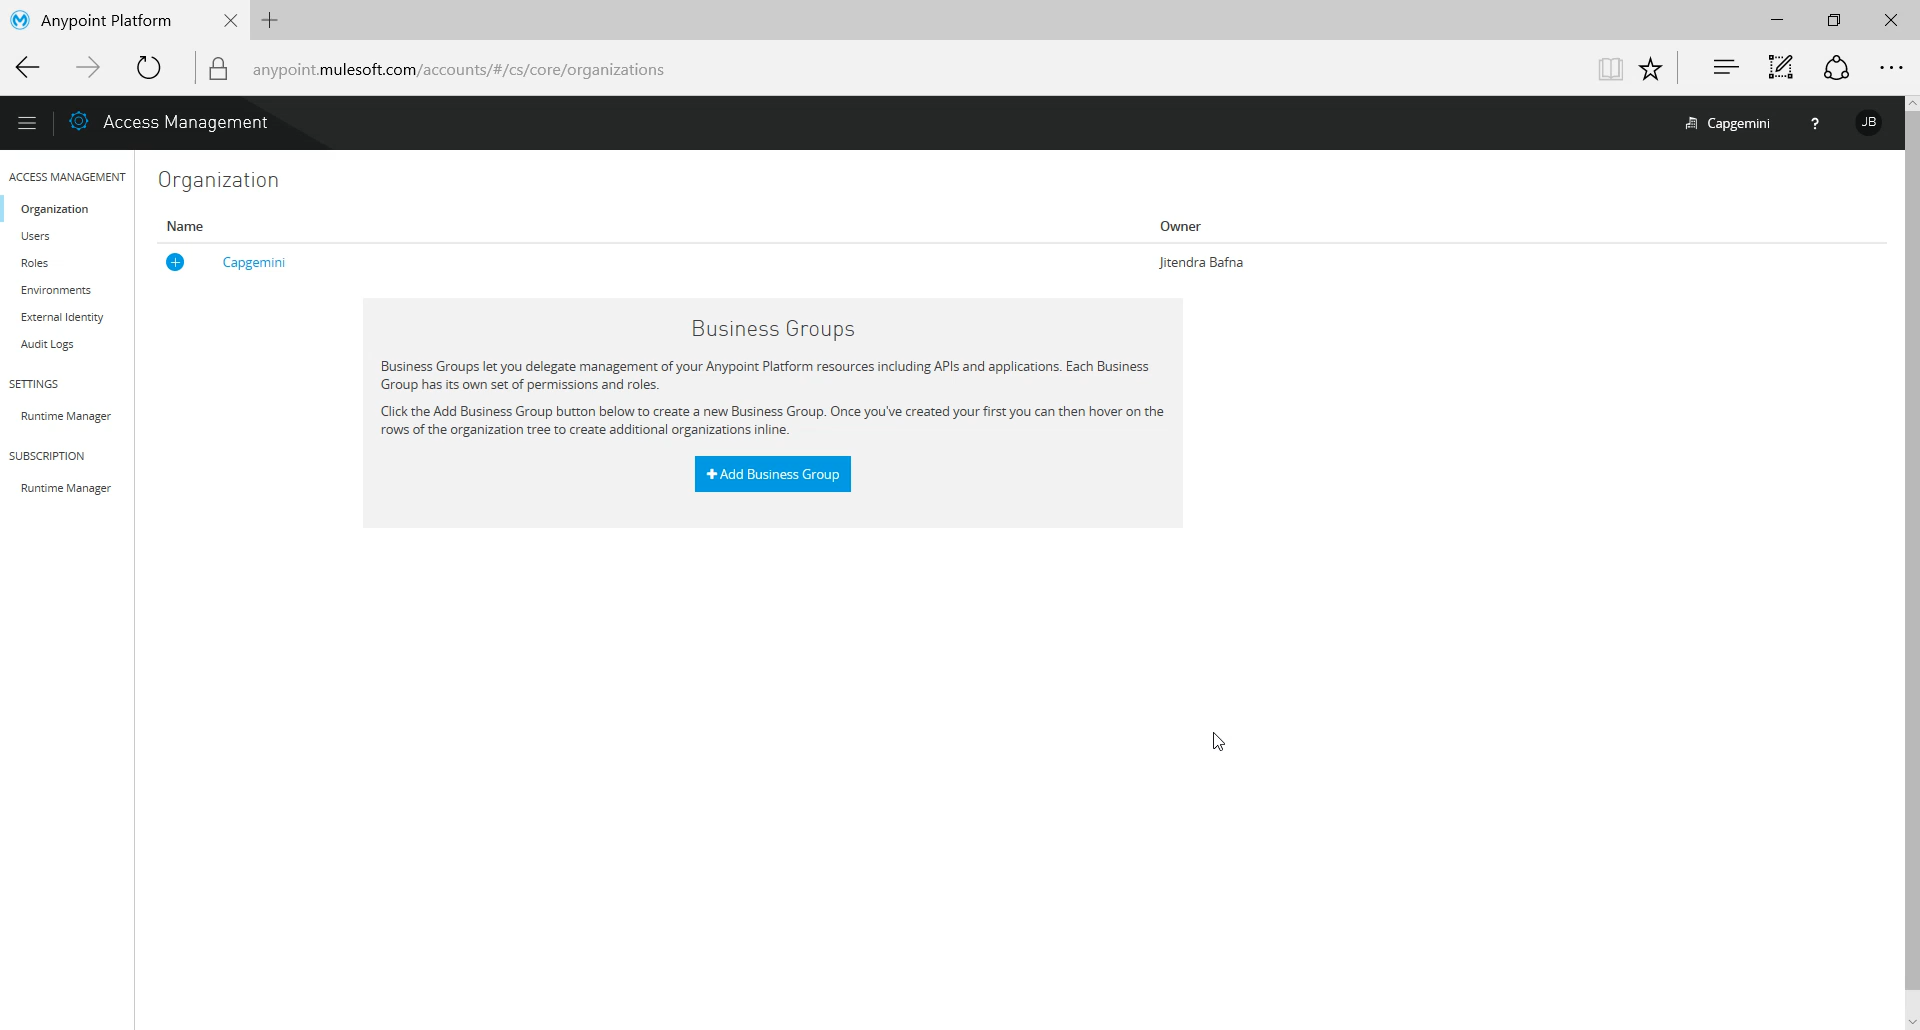 Anypoint Platform
anypoint.mulesoft.com/accounts/#/cs/core/organizations
Access Management
Capgemini
?
JB
ACCESS MANAGEMENT
Organization
Users
Roles
Environments
External Identity
Audit Logs
SETTINGS
Runtime Manager
SUBSCRIPTION
Runtime Manager
Organization
Name Owner
Capgemini Jitendra Bafna
Business Groups
Business Groups let you delegate management of your Anypoint Platform resources including APIs and applications. Each Business
Group has its own set of permissions and roles.
Click the Add Business Group button below to create a new Business Group. Once you've created your first you can then hover on the
rows of the organization tree to create additional organizations inline.
+ Add Business Group